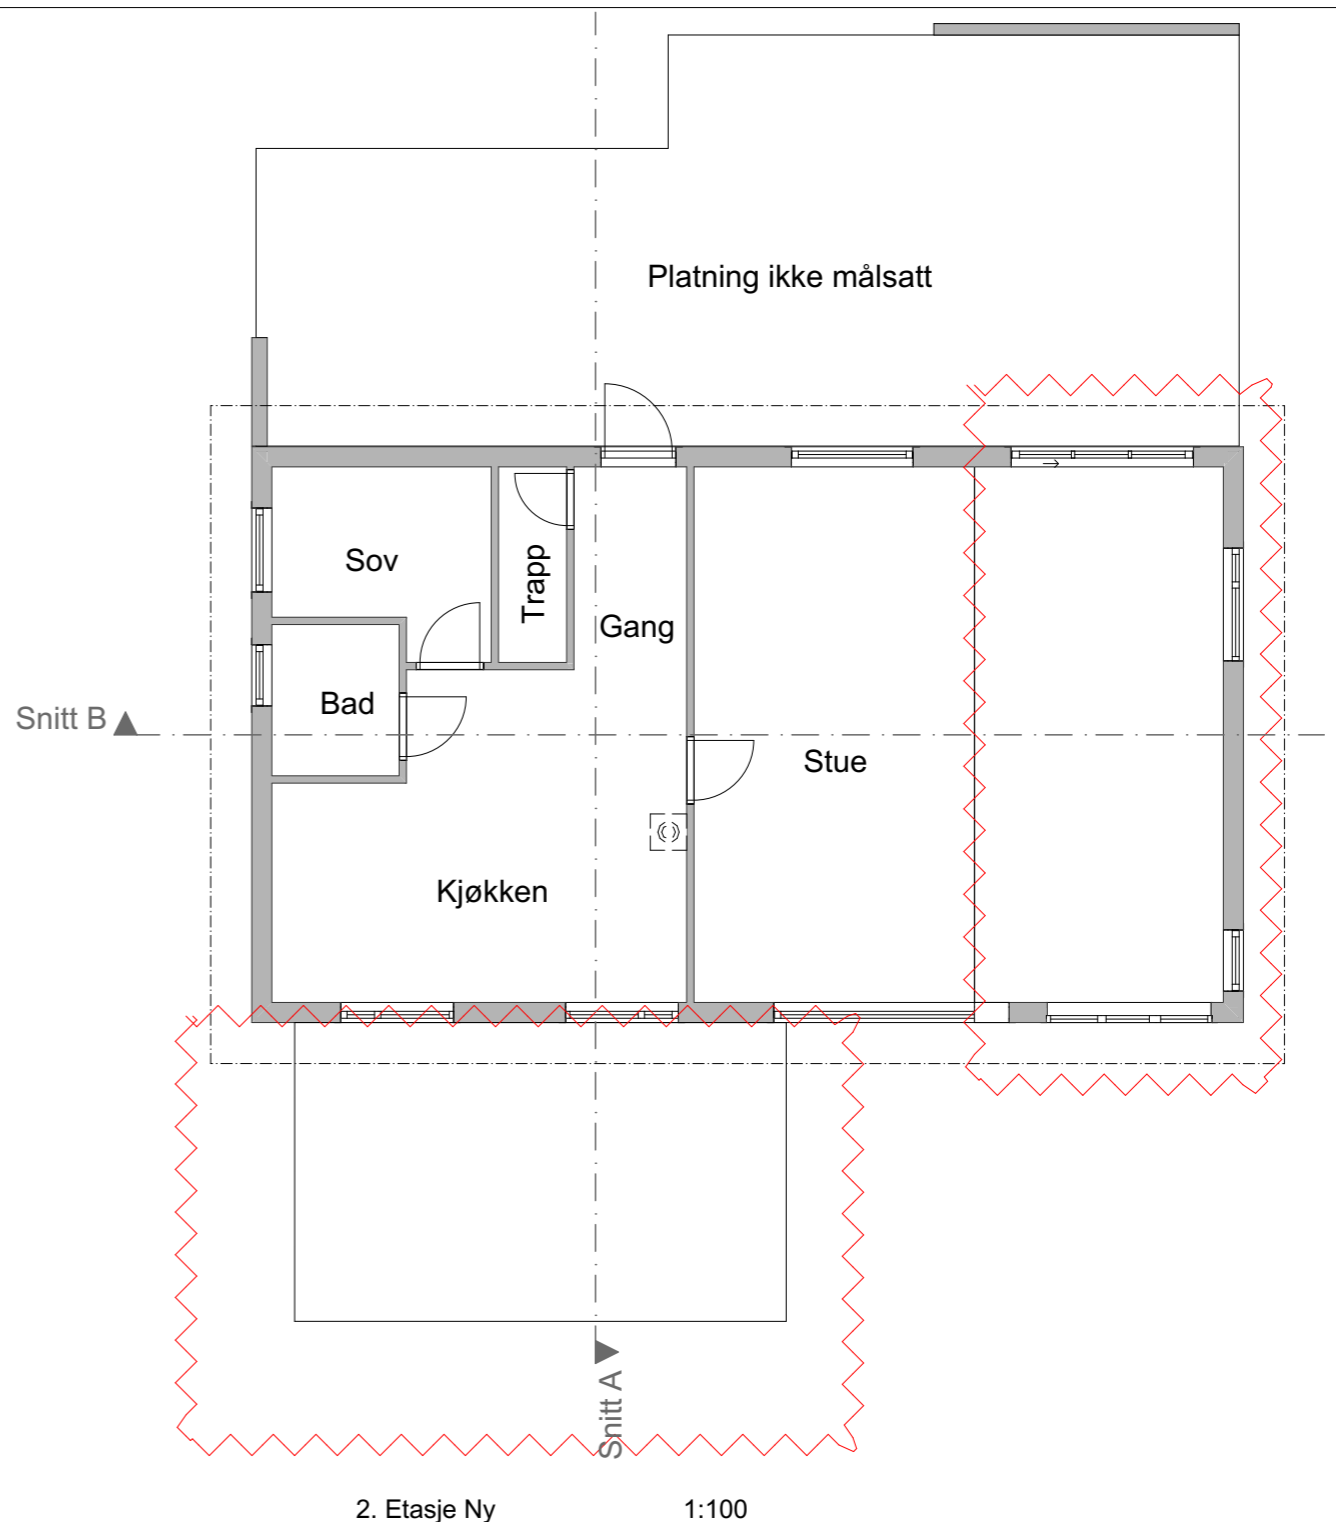 Platning ikke målsatt
Sov
Trapp
Gang
Bad
Snitt B
Stue
Kjøkken
Snitt A
2. Etasje Ny 1:100